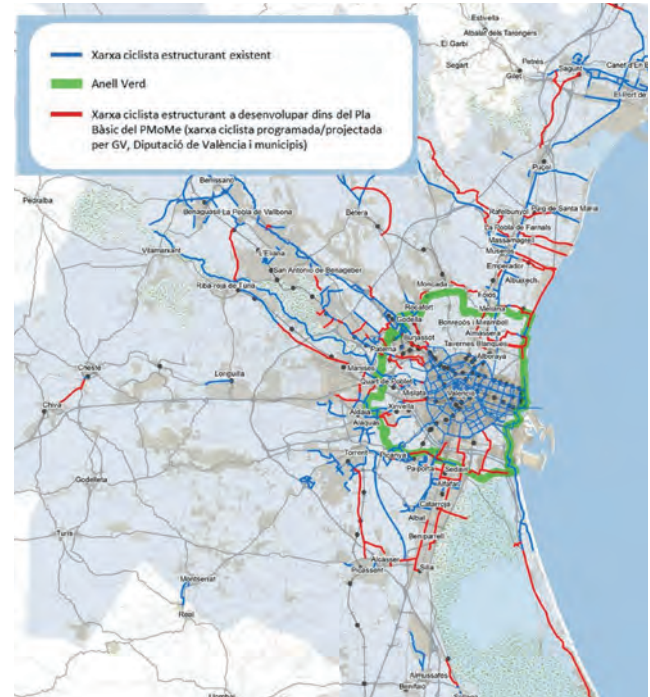 Estivella
Albalat dels Tarongers
El Garbí
Petrés
Segart
Gilet
Sagunt
Canet d'En B
El Port de
Xarxa ciclista estructurant existent
Anell Verd
Xarxa ciclista estructurant a desenvolupar dins del Pla
Bàsic del PMoMe (xarxa ciclista programada/projectada
per GV, Diputació de València i municipis)
Puçol
Pedralba
Benissanó
Benaguasil
La Pobla de Vallbona
Bétera
Rafelbunyol
Puig de Santa Maria
La Pobla de Farnals
Massamagrell
Museros
Vilamarxant
L'Eliana
San Antonio de Benageber
Emperador
Albuixech
Riba-roja de Túria
Moncada
Foios
Rocafort
Meliana
Godella
Bonrepòs i Mirambell
Almàssera
Burjassot
Tavernes Blanques
Paterna
Alboraya
Manises
Cheste
Loriguilla
Quart de Poblet
Mislata
València
Chiva
Xirivella
Aldaia
Alaquàs
Torrent
Picanya
Paiporta
Sedaví
Godelleta
Alfafar
Catarroja
Albal
Beniparrell
Turís
Alcàsser
Picassent
Silla
Montserrat
Real
Almussafes
Benifaió